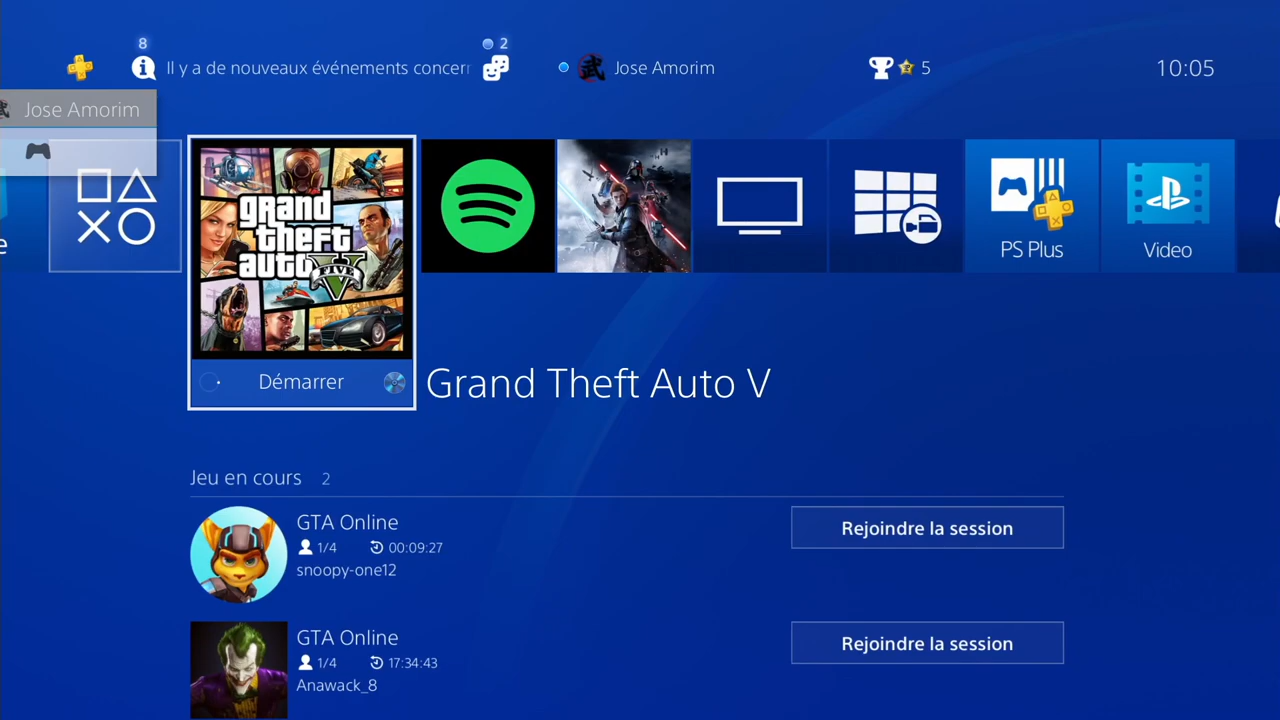 8
2
Il y a de nouveaux événements concer
Jose Amorim
5
10:05
Jose Amorim
e
grand
theft
auto
V
FIVE
PS Plus
Video
Démarrer
Grand Theft Auto V
Jeu en cours 2
GTA Online
1/4 00:09:27
snoopy-one12
Rejoindre la session
GTA Online
1/4 17:34:43
Anawack_8
Rejoindre la session